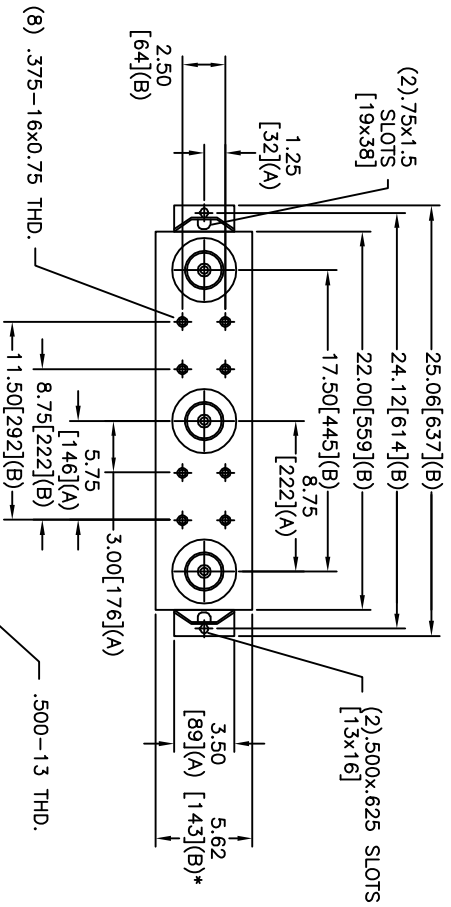 25.06[637](B)
24.12[614](B)
22.00[559](B)
17.50[445](B)
8.75
[222](A)
(2).75x1.5
SLOTS
[19x38]
(2).500x.625 SLOTS
[13x16]
1.25
[32](A)
2.50
[64](B)
3.50
[89](A)
5.62
[143](B)*
3.00[176](A)
5.75
[146](A)
8.75[222](B)
11.50[292](B)
(8) .375-16x0.75 THD.
.500-13 THD.